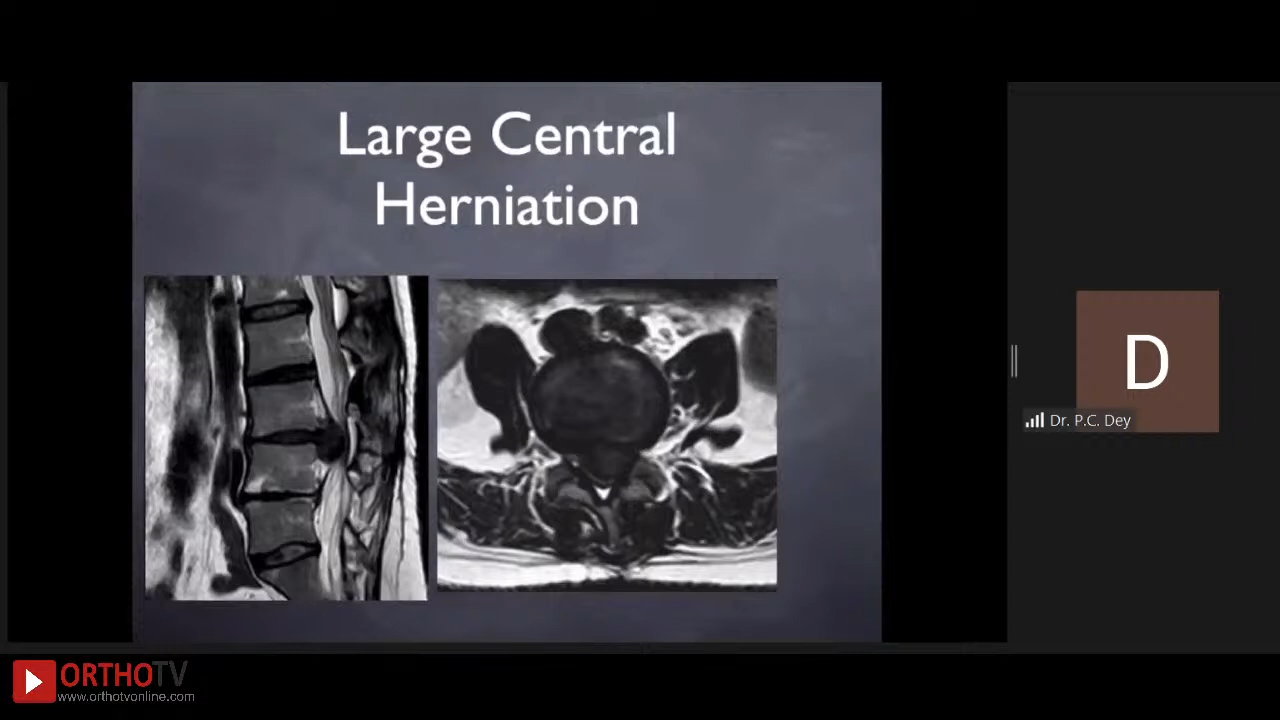 Large Central
Herniation
D
Dr. P.C. Dey
ORTHOTV
www.orthotvonline.com